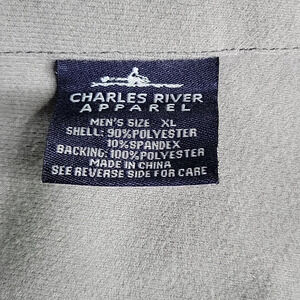 CHARLES RIVER
APPAREL
MEN'S SIZE XL
SHELL: 90%POLYESTER
10%SPANDEX
BACKING: 100%POLYESTER
MADE IN CHINA
SEE REVERSE SIDE FOR CARE